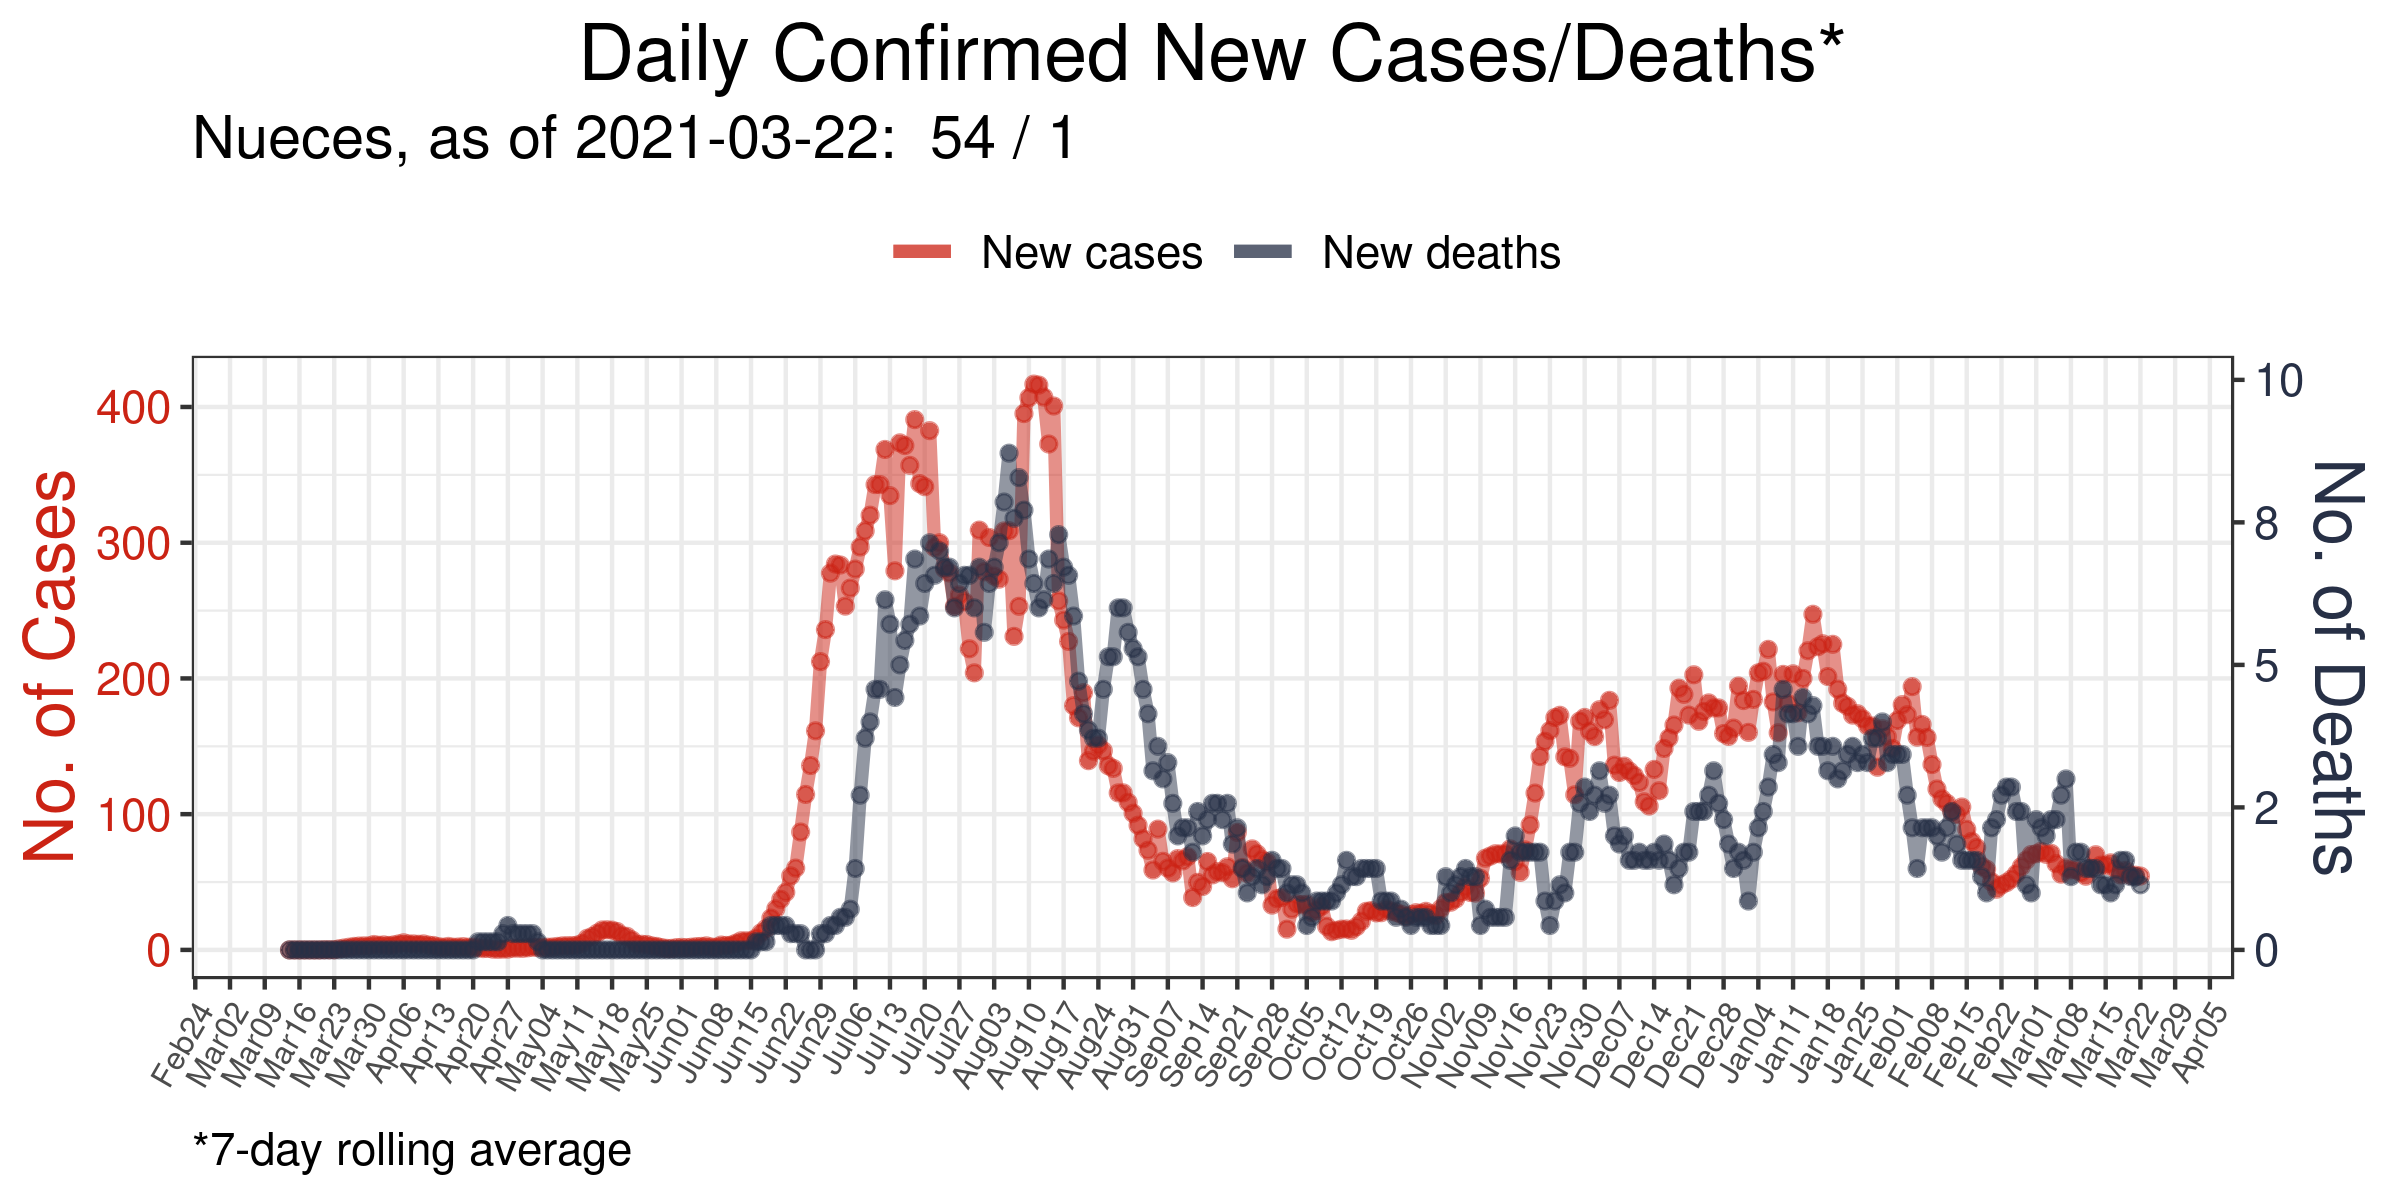 Daily Confirmed New Cases/Deaths*
Nueces, as of 2021-03-22:  54 / 1
New cases
New deaths
No. of Cases
400
300
200
100
0
10
8
5
2
0
No. of Deaths
Feb24
Mar02
Mar09
Mar16
Mar23
Mar30
Apr06
Apr13
Apr20
Apr27
May04
May11
May18
May25
Jun01
Jun08
Jun15
Jun22
Jun29
Jul06
Jul13
Jul20
Jul27
Aug03
Aug10
Aug17
Aug24
Aug31
Sep07
Sep14
Sep21
Sep28
Oct05
Oct12
Oct19
Oct26
Nov02
Nov09
Nov16
Nov23
Nov30
Dec07
Dec14
Dec21
Dec28
Jan04
Jan11
Jan18
Jan25
Feb01
Feb08
Feb15
Feb22
Mar01
Mar08
Mar15
Mar22
Mar29
Apr05
*7-day rolling average